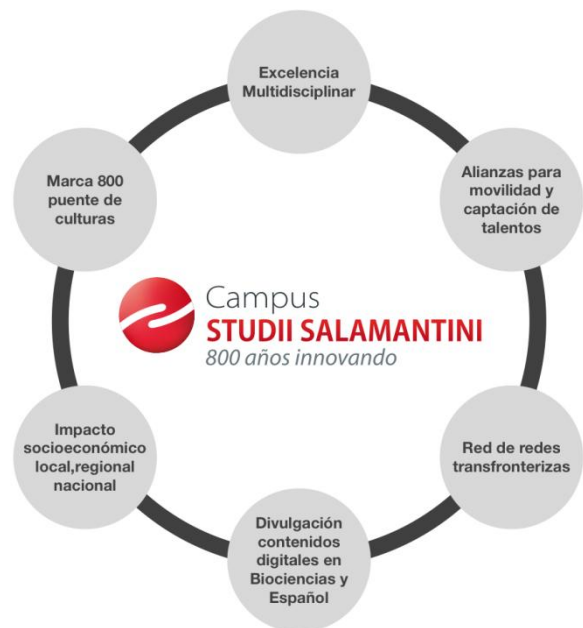 Excelencia
Multidisciplinar
Alianzas para
movilidad y
captación de
talentos
Red de redes
transfronterizas
Divulgación
contenidos
digitales en
Biociencias y
Español
Impacto
socioeconómico
local,regional
nacional
Marca 800
puente de
culturas
Campus
STUDII SALAMANTINI
800 años innovando